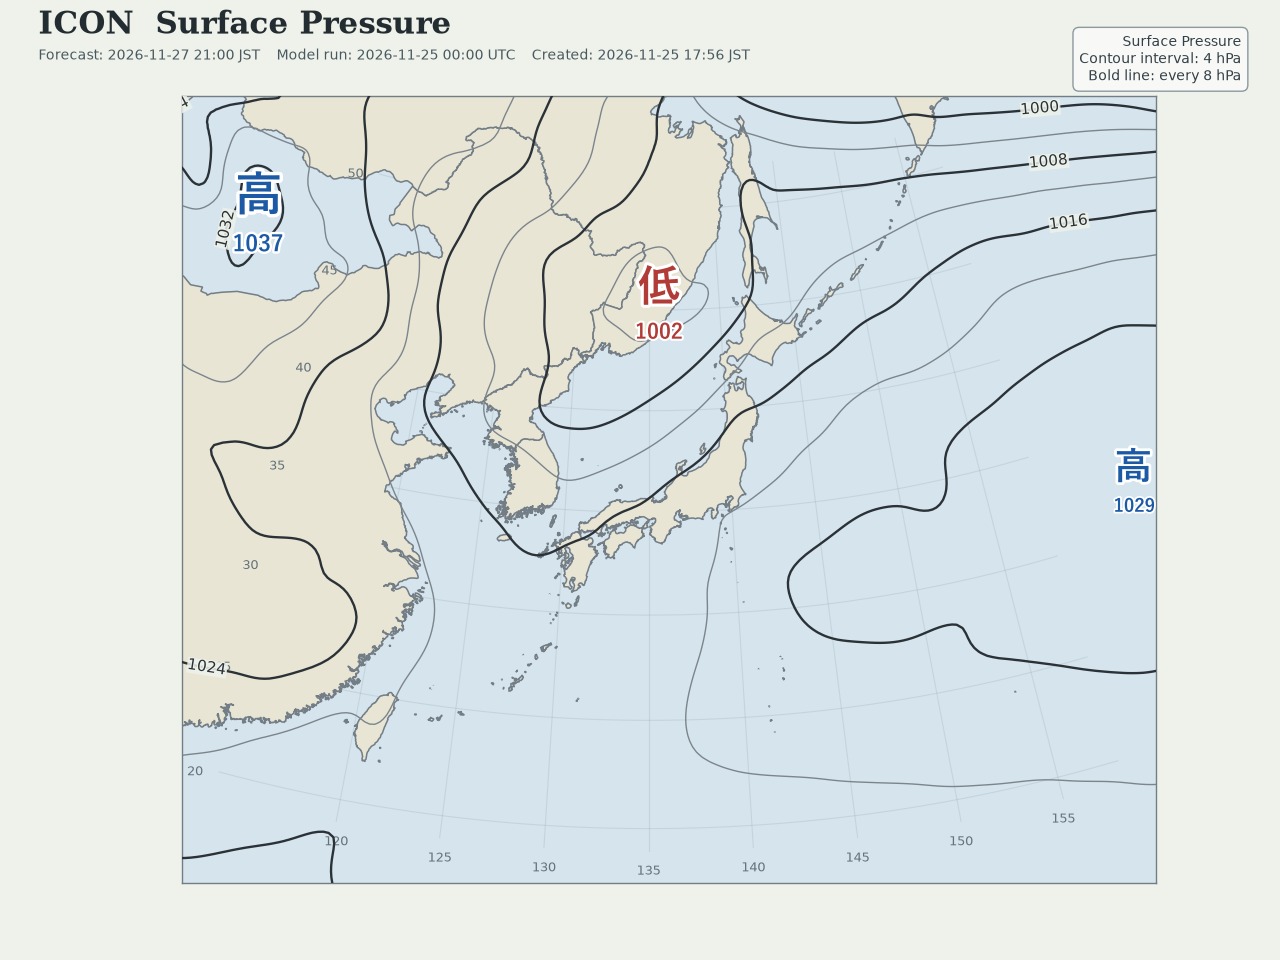 ICON  Surface Pressure
Forecast: 2026-11-27 21:00 JST    Model run: 2026-11-25 00:00 UTC    Created: 2026-11-25 17:56 JST
Surface Pressure
Contour interval: 4 hPa
Bold line: every 8 hPa
1000
1008
50
高
1032
1037
1016
45
低
1002
40
35
高
1029
30
1024
20
120
125
130
135
140
145
150
155